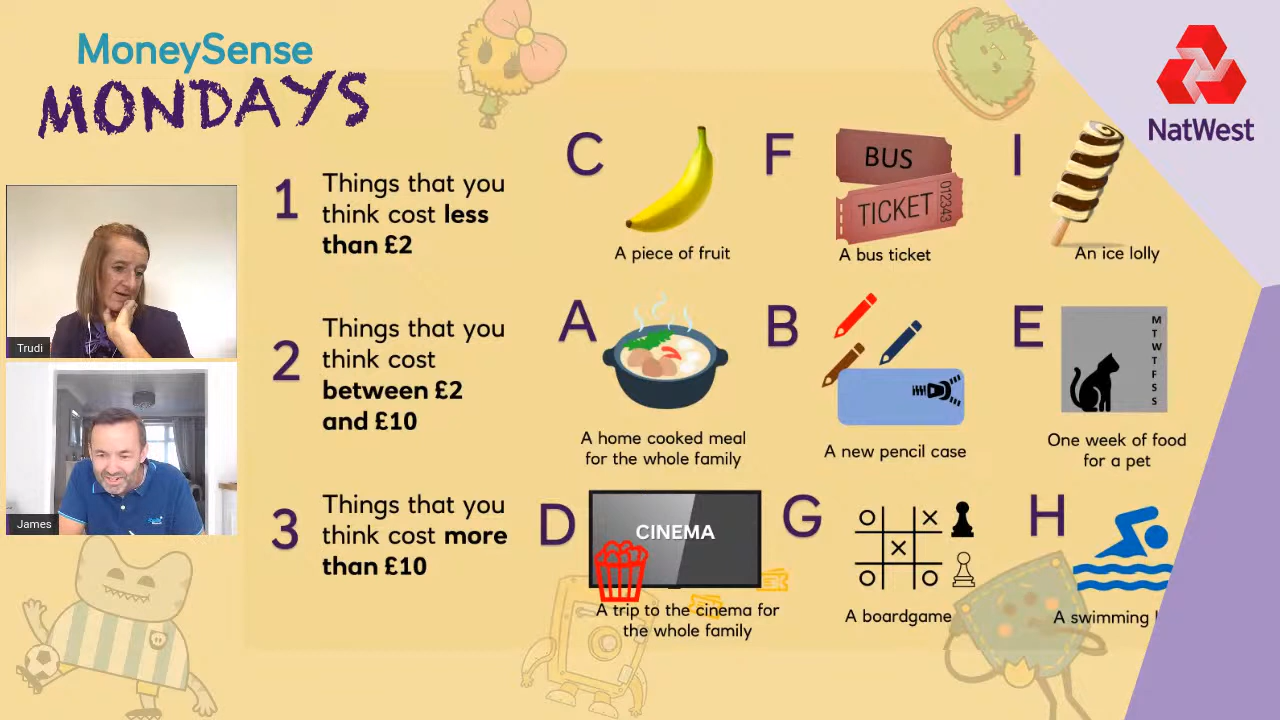 MoneySense
MONDAYS
NatWest
Trudi
James
1
Things that you
think cost less
than £2
C
A piece of fruit
F
BUS
TICKET
012343
A bus ticket
I
An ice lolly
2
Things that you
think cost
between £2
and £10
A
A home cooked meal
for the whole family
B
A new pencil case
E
M
T
W
T
F
S
S
One week of food
for a pet
3
Things that you
think cost more
than £10
D
CINEMA
A trip to the cinema for
the whole family
G
A boardgame
H
A swimming